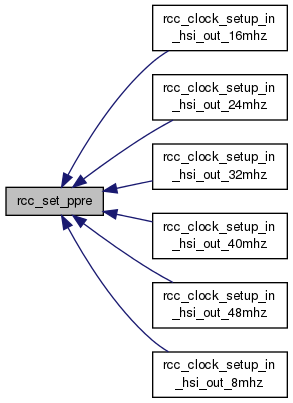 rcc_clock_setup_in
_hsi_out_16mhz
rcc_clock_setup_in
_hsi_out_24mhz
rcc_clock_setup_in
_hsi_out_32mhz
rcc_set_ppre
rcc_clock_setup_in
_hsi_out_40mhz
rcc_clock_setup_in
_hsi_out_48mhz
rcc_clock_setup_in
_hsi_out_8mhz